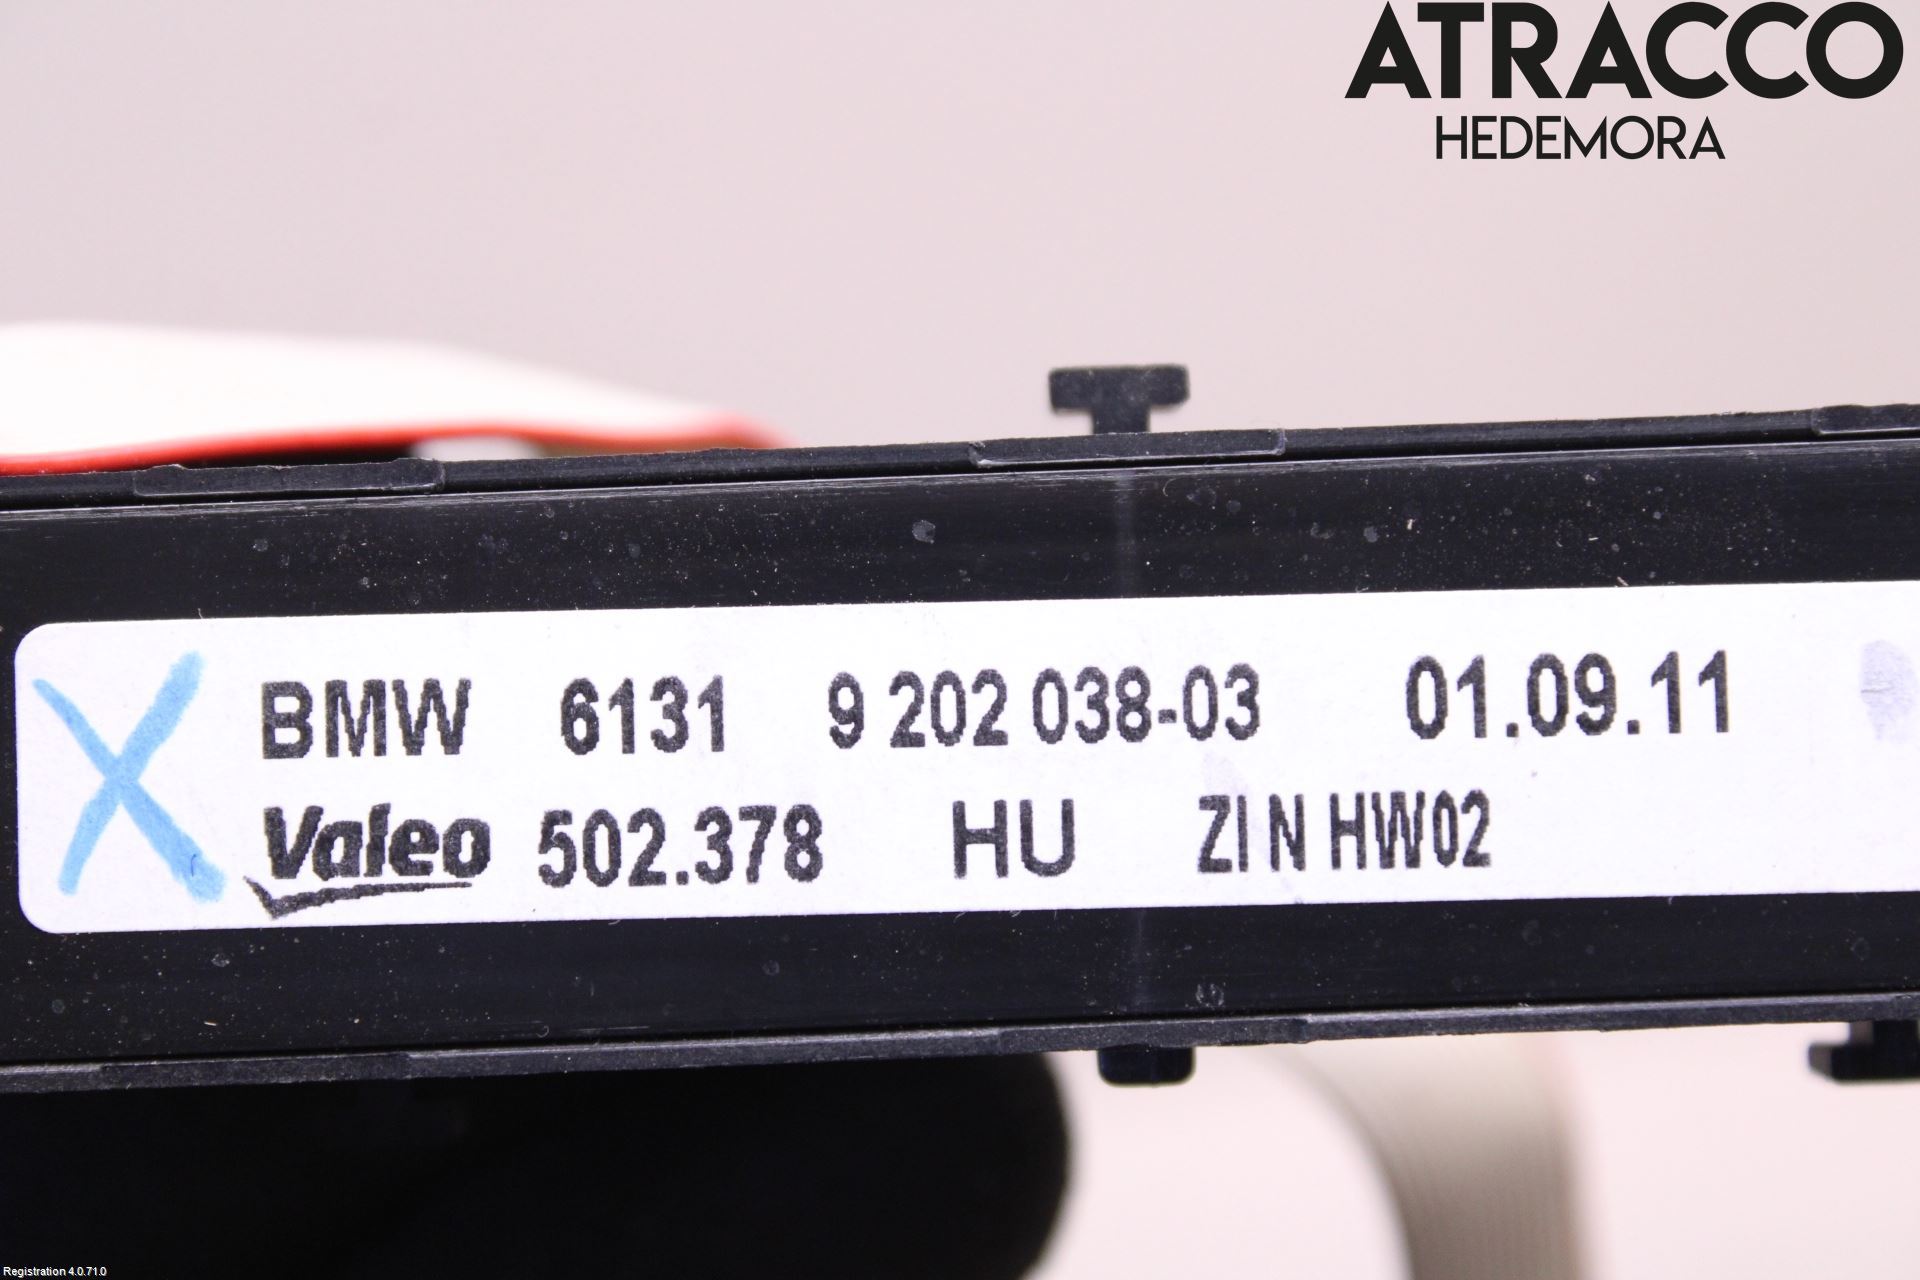 ATRACCO
HEDEMORA
BMW 6131 9 202 038-03 01.09.11
Valeo 502.378 HU ZI N HW02
Registration 4.0.71.0